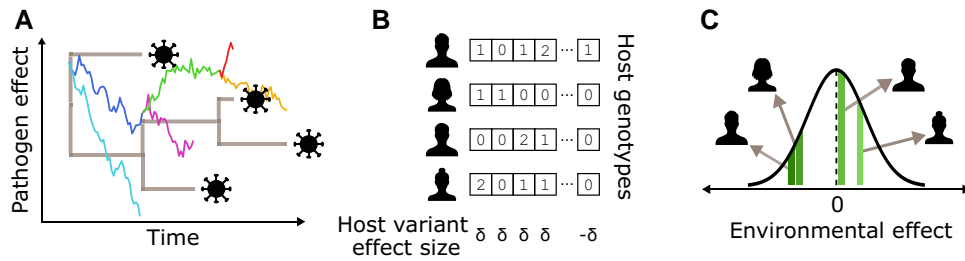 A
Pathogen effect
Time
B
1 0 1 2 ... 1
1 1 0 0 ... 0
0 0 2 1 ... 0
2 0 1 1 ... 0
Host genotypes
Host variant
effect size
δ δ δ δ -δ
C
0
Environmental effect